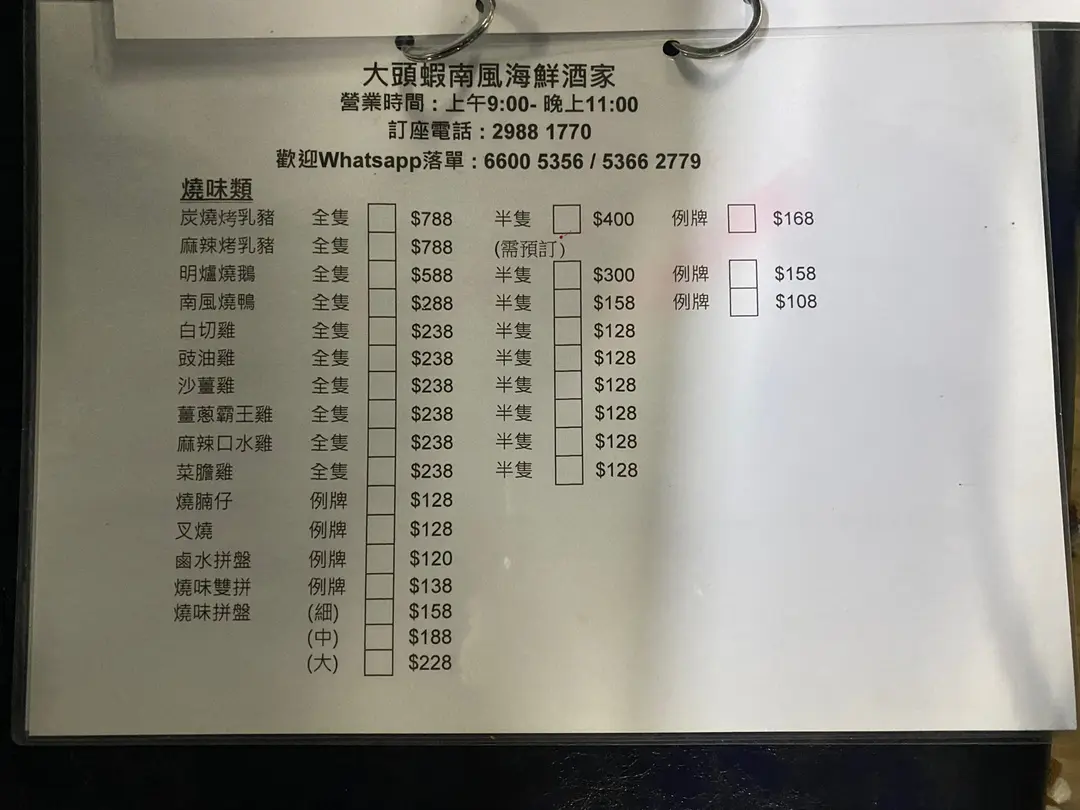 大頭蝦南風海鮮酒家
營業時間：上午9:00- 晚上11:00
訂座電話：2988 1770
歡迎Whatsapp落單：6600 5356 / 5366 2779
燒味類
炭燒烤乳豬 全隻 $788 半隻 $400 例牌 $168
麻辣烤乳豬 全隻 $788 (需預訂)
明爐燒鵝 全隻 $588 半隻 $300 例牌 $158
南風燒鴨 全隻 $288 半隻 $158 例牌 $108
白切雞 全隻 $238 半隻 $128
豉油雞 全隻 $238 半隻 $128
沙薑雞 全隻 $238 半隻 $128
薑蔥霸王雞 全隻 $238 半隻 $128
麻辣口水雞 全隻 $238 半隻 $128
菜膽雞 全隻 $238 半隻 $128
燒腩仔 例牌 $128
叉燒 例牌 $128
鹵水拼盤 例牌 $120
燒味雙拼 例牌 $138
燒味拼盤 (細) $158
(中) $188
(大) $228